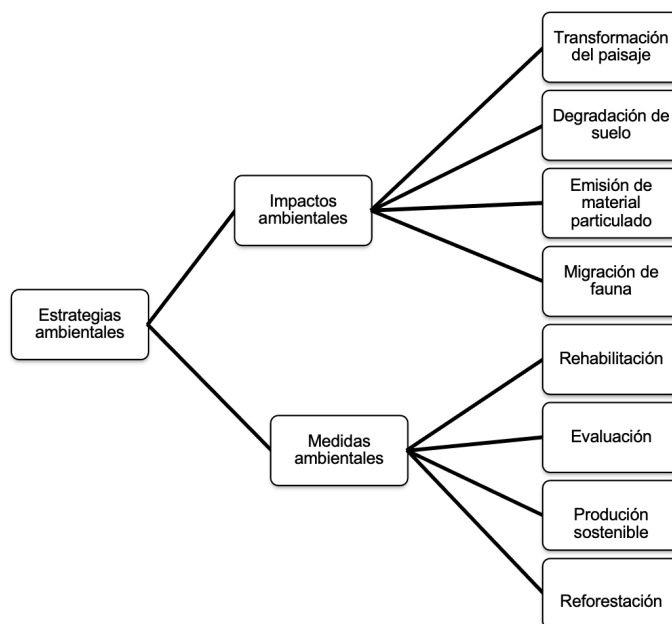 Estrategias
ambientales
Impactos
ambientales
Transformación
del paisaje
Degradación de
suelo
Emisión de
material
particulado
Migración de
fauna
Medidas
ambientales
Rehabilitación
Evaluación
Produción
sostenible
Reforestación